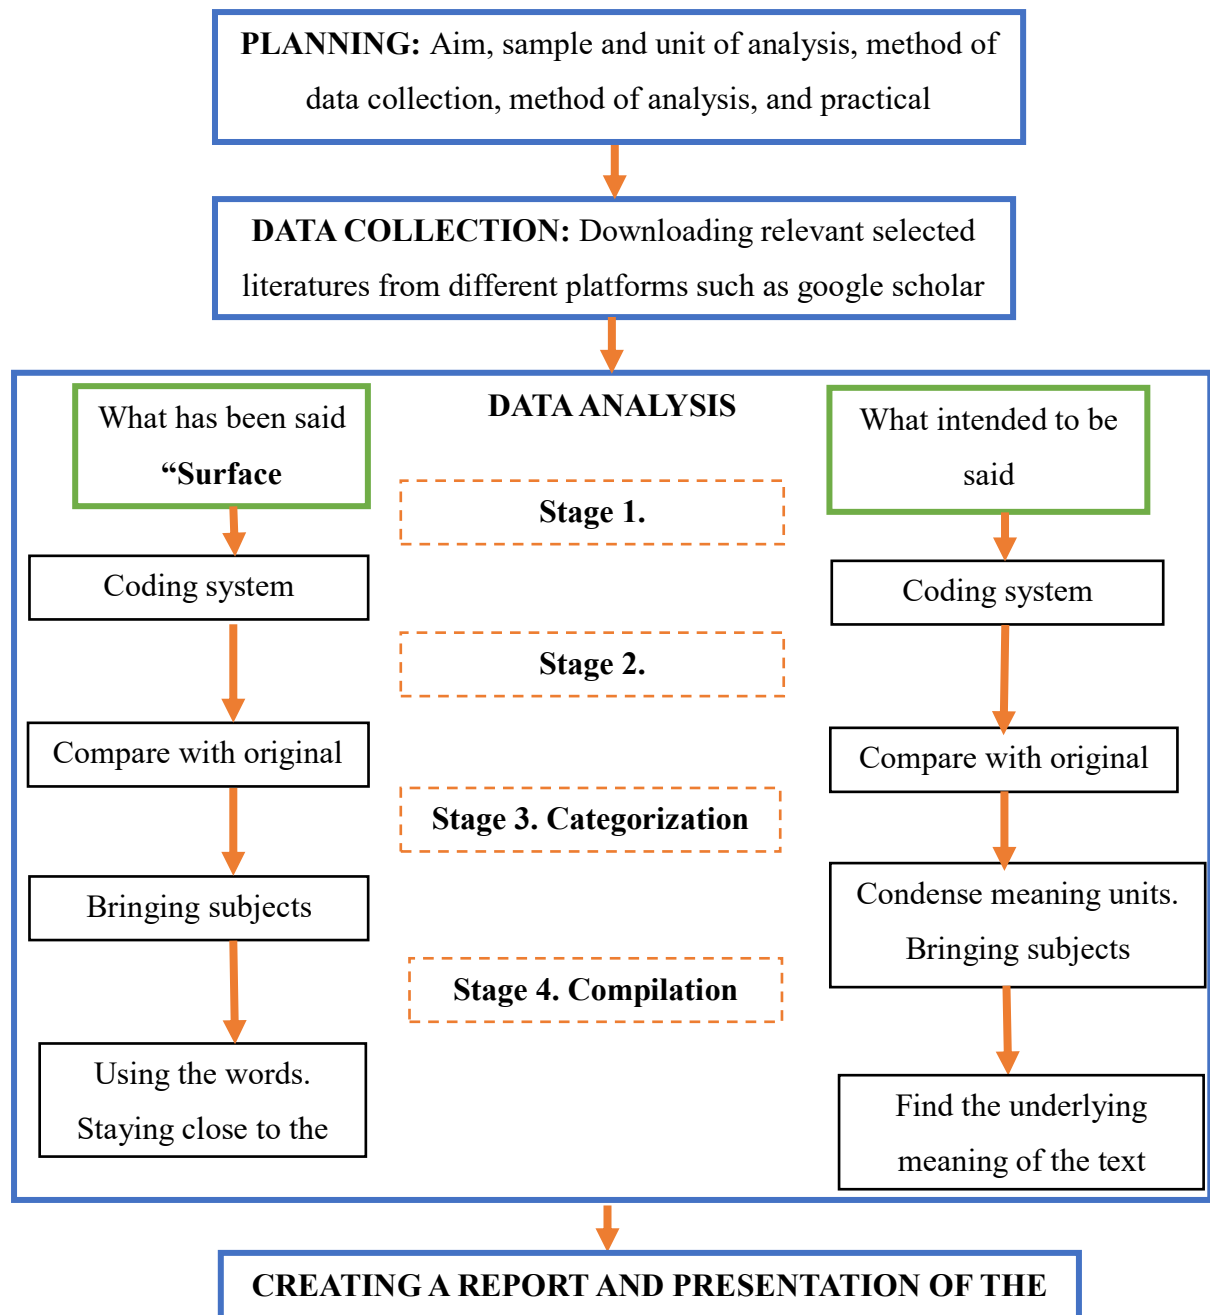 PLANNING: Aim, sample and unit of analysis, method of
data collection, method of analysis, and practical
DATA COLLECTION: Downloading relevant selected
literatures from different platforms such as google scholar
DATA ANALYSIS
What has been said
“Surface
What intended to be
said
Stage 1.
Coding system
Coding system
Stage 2.
Compare with original
Compare with original
Stage 3. Categorization
Bringing subjects
Condense meaning units.
Bringing subjects
Stage 4. Compilation
Using the words.
Staying close to the
Find the underlying
meaning of the text
CREATING A REPORT AND PRESENTATION OF THE